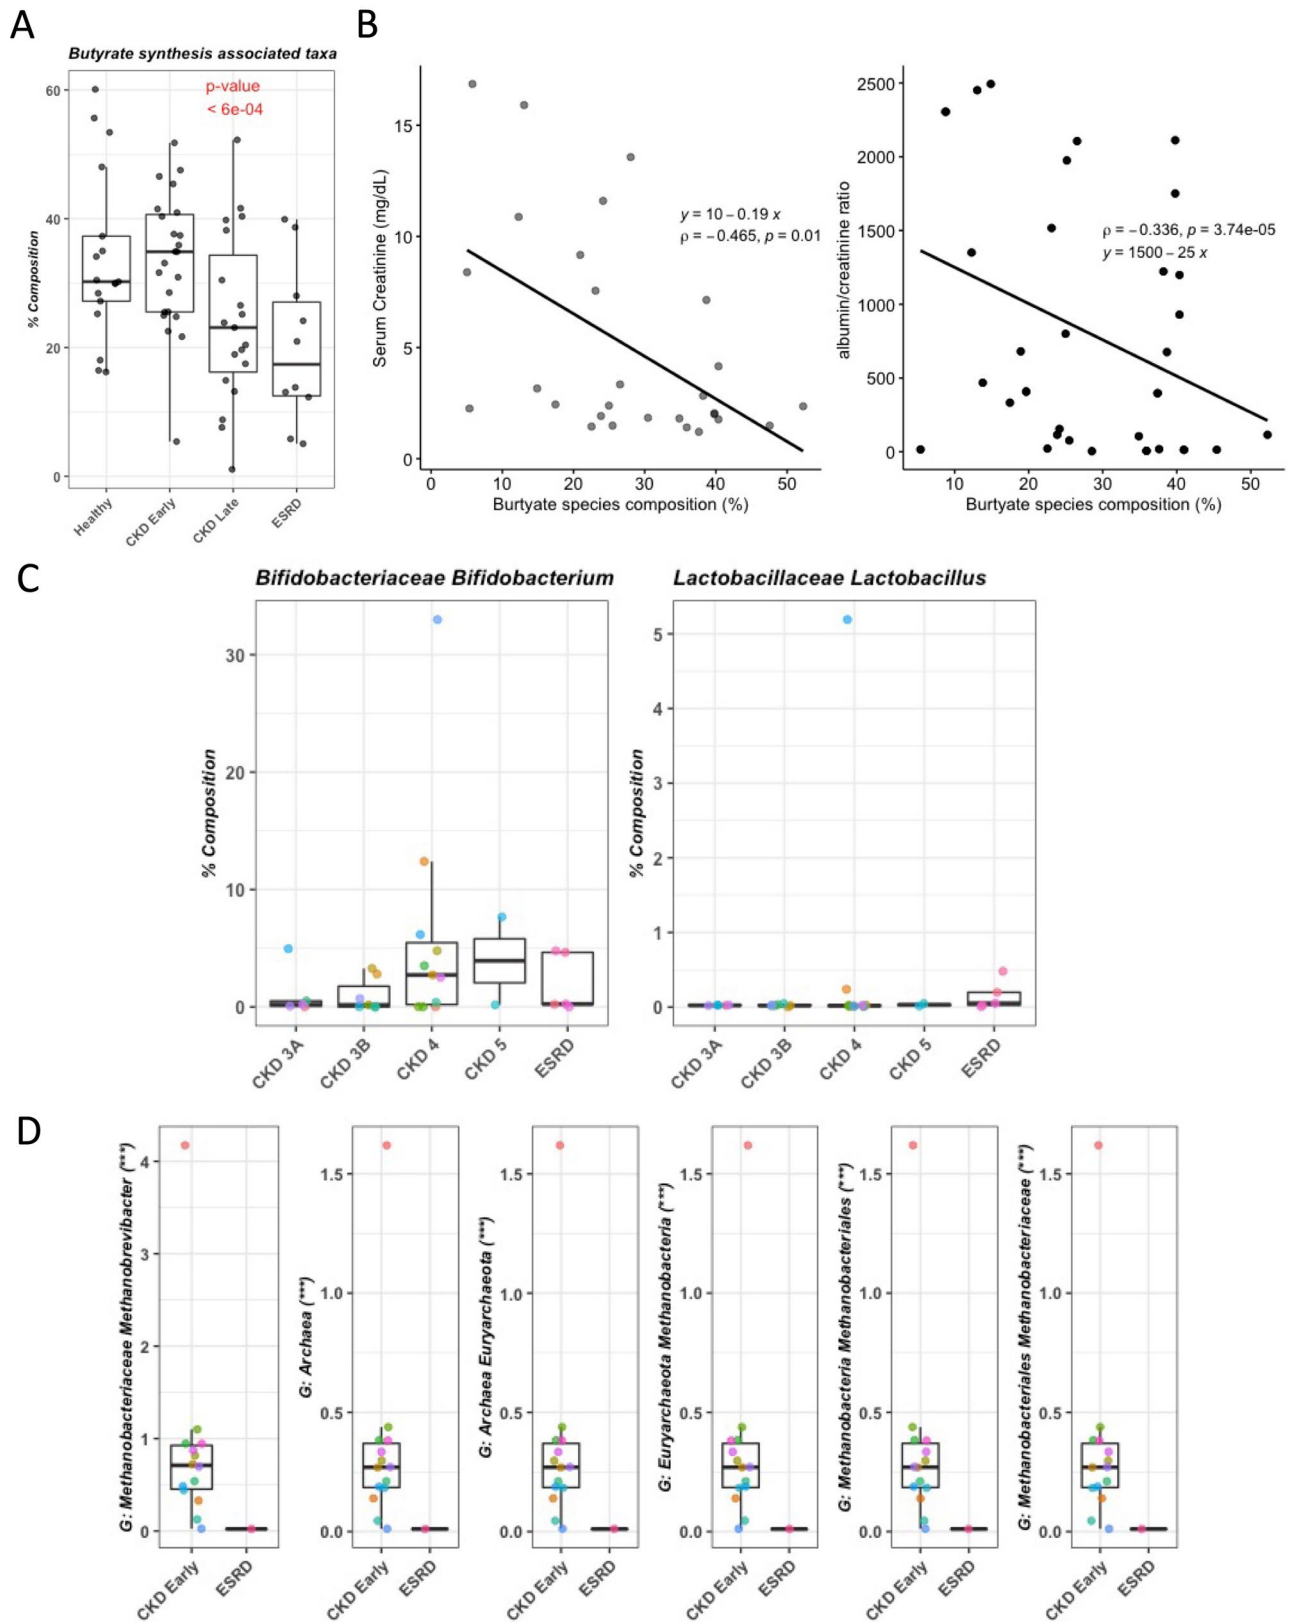 A
B
Butyrate synthesis associated taxa
p-value
< 6e-04
% Composition
60
40
20
0
Healthy
CKD Early
CKD Late
ESRD
Serum Creatinine (mg/dL)
15
10
5
0
y = 10 – 0.19 x
ρ = –0.465, p = 0.01
0 10 20 30 40 50
Burtyate species composition (%)
albumin/creatinine ratio
2500
2000
1500
1000
500
0
ρ = –0.336, p = 3.74e-05
y = 1500 – 25 x
10 20 30 40 50
Burtyate species composition (%)
C
Bifidobacteriaceae Bifidobacterium
% Composition
30
20
10
0
CKD 3A
CKD 3B
CKD 4
CKD 5
ESRD
Lactobacillaceae Lactobacillus
% Composition
5
4
3
2
1
0
CKD 3A
CKD 3B
CKD 4
CKD 5
ESRD
D
G: Methanobacteriaceae Methanobrevibacter (***)
4
3
2
1
0
CKD Early
ESRD
G: Archaea (***)
1.5
1.0
0.5
0.0
CKD Early
ESRD
G: Archaea Euryarchaeota (***)
1.5
1.0
0.5
0.0
CKD Early
ESRD
G: Euryarchaeota Methanobacteria (***)
1.5
1.0
0.5
0.0
CKD Early
ESRD
G: Methanobacteria Methanobacteriales (***)
1.5
1.0
0.5
0.0
CKD Early
ESRD
G: Methanobacteriales Methanobacteriaceae (***)
1.5
1.0
0.5
0.0
CKD Early
ESRD